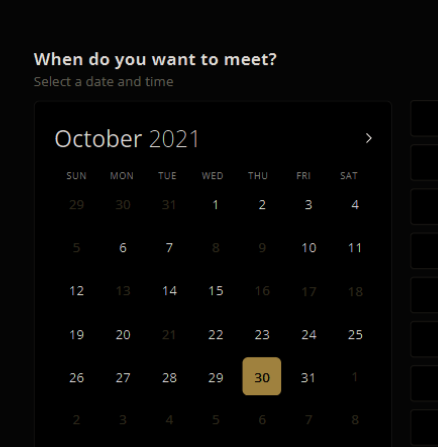 When do you want to meet?
Select a date and time
October 2021 >
SUN MON TUE WED THU FRI SAT
29 30 31 1 2 3 4
5 6 7 8 9 10 11
12 13 14 15 16 17 18
19 20 21 22 23 24 25
26 27 28 29 30 31 1
2 3 4 5 6 7 8